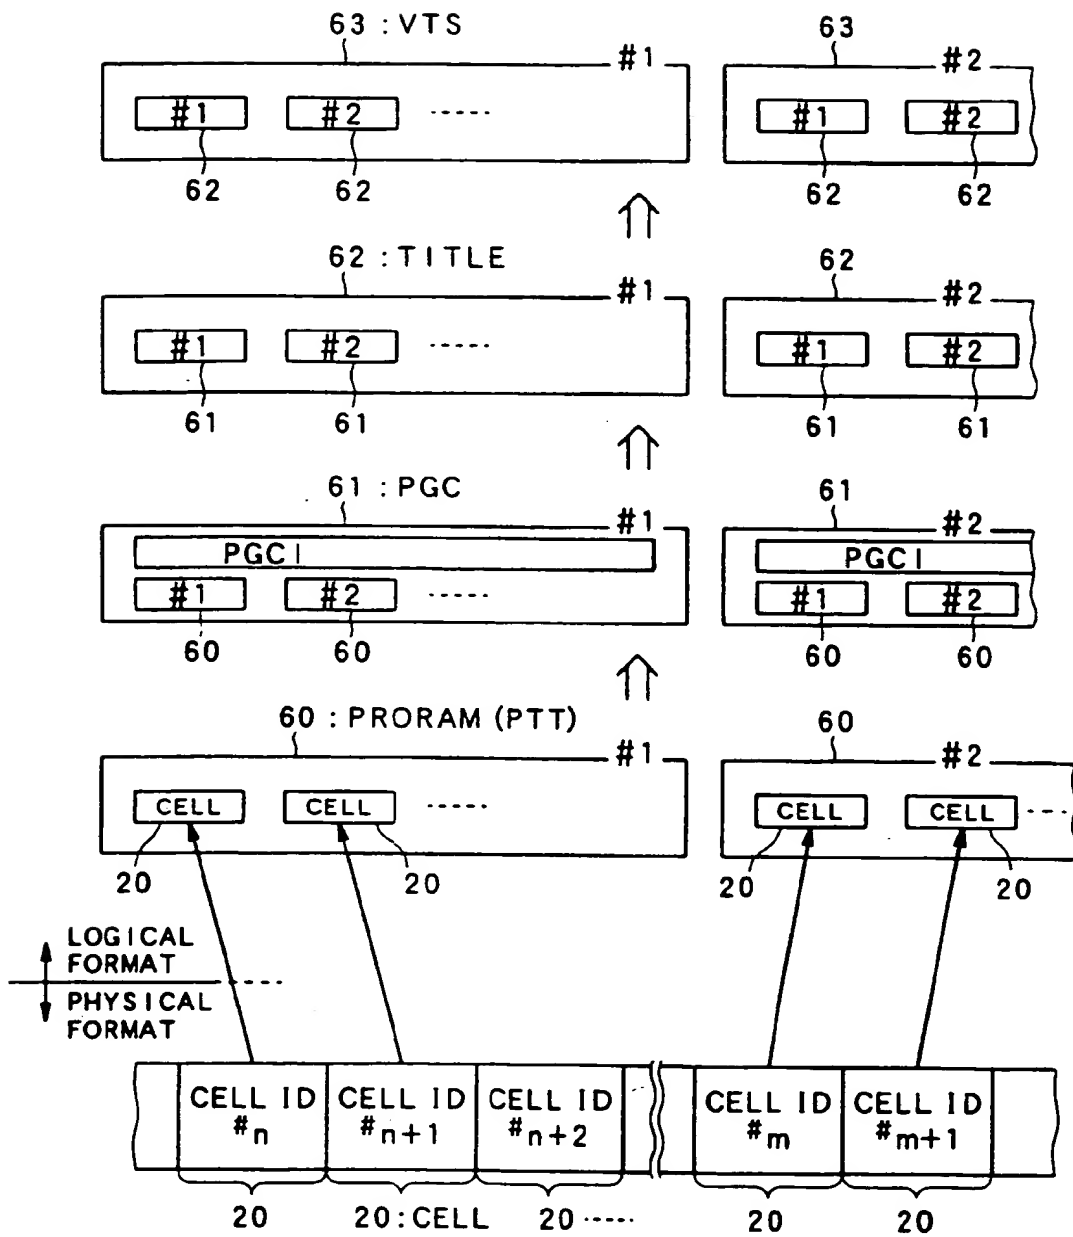 63 : VTS 63
#1 #2
#1 #2 ····· #1 #2
62 62 62 62
62 : TITLE 62
#1 #2
#1 #2 ····· #1 #2
61 61 61 61
61 : PGC 61
#1 #2
PGCI PGCI
#1 #2 ····· #1 #2
60 60 60 60
60 : PRORAM (PTT) 60
#1 #2
CELL CELL ····· CELL CELL ····
20 20 20 20
LOGICAL
FORMAT
PHYSICAL
FORMAT
CELL ID CELL ID CELL ID CELL ID CELL ID
#n #n+1 #n+2 #m #m+1
20 20:CELL 20 ····· 20 20